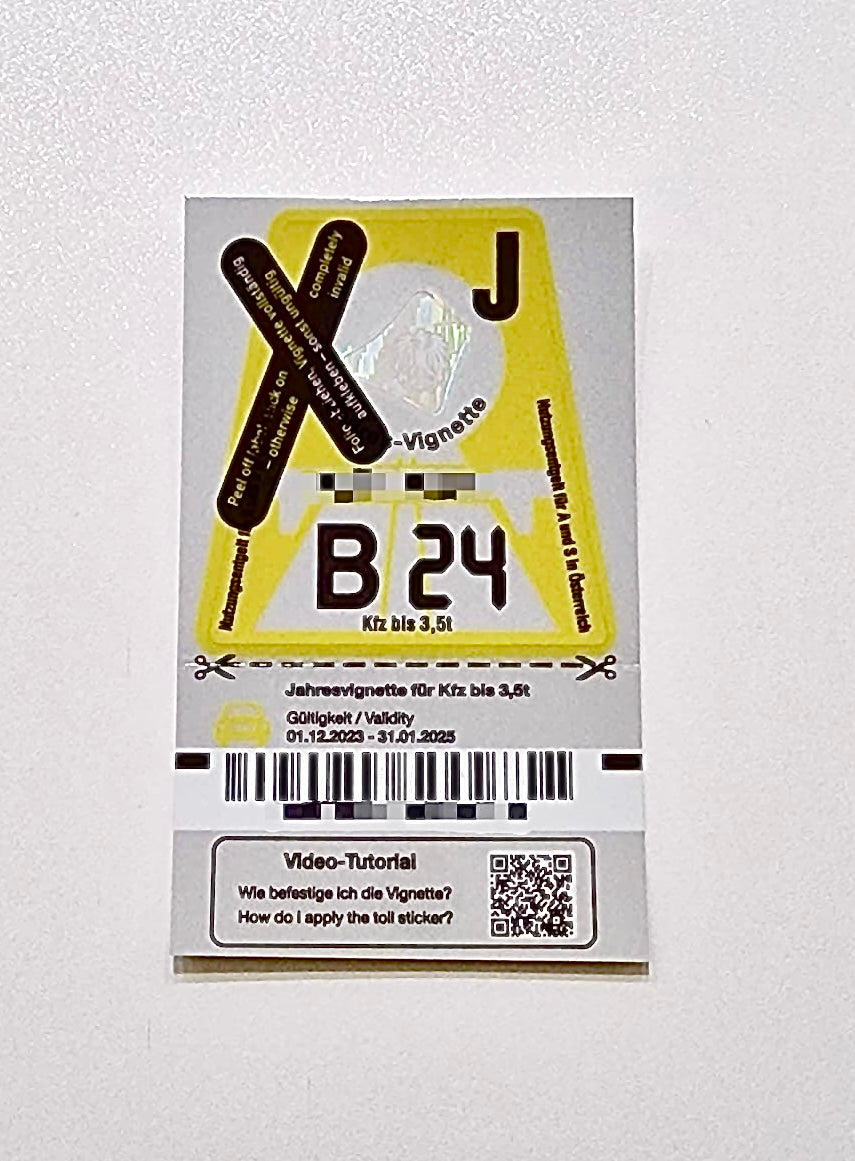 J
Folie abziehen, Vignette vollständig
aufkleben – sonst ungültig
Peel off label, stick on
completely
– otherwise
invalid
-Vignette
Nutzungsentgelt
Nutzungsentgelt für A und S in Österreich
B 24
Kfz bis 3,5t
Jahresvignette für Kfz bis 3,5t
Gültigkeit / Validity
01.12.2023 - 31.01.2025
Video-Tutorial
Wie befestige ich die Vignette?
How do I apply the toll sticker?